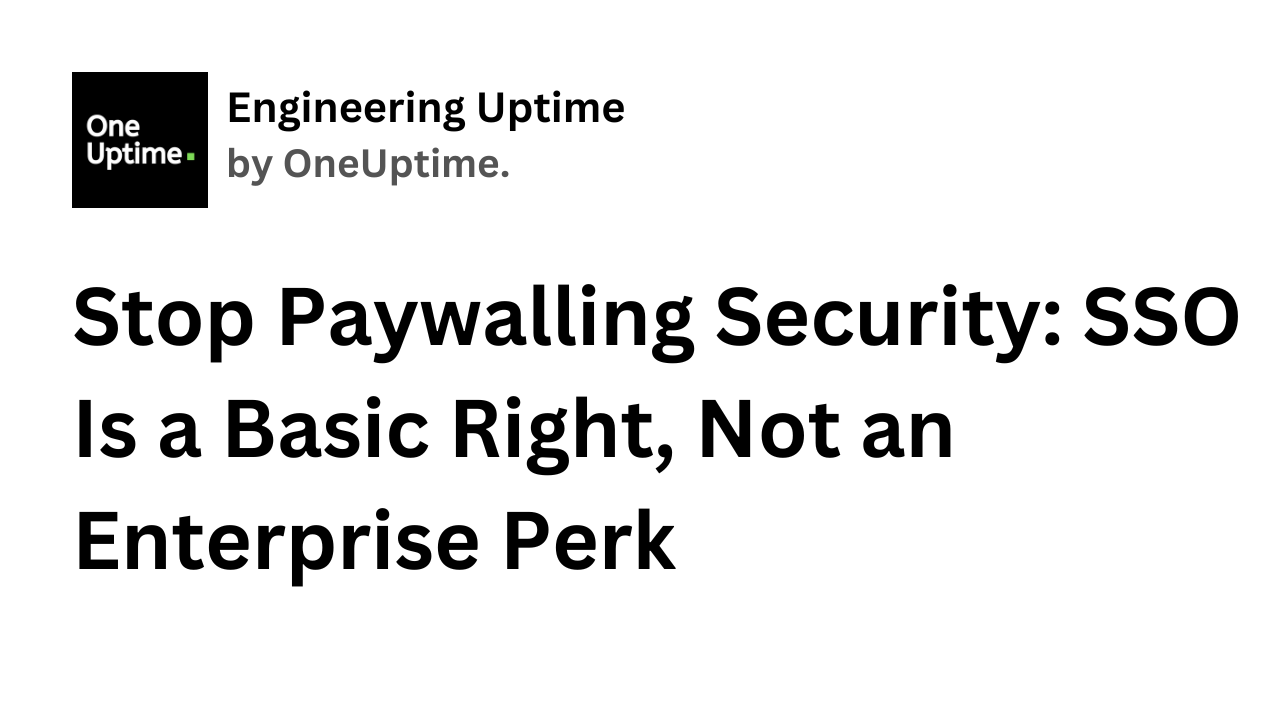 One
Uptime.
Engineering Uptime
by OneUptime.
Stop Paywalling Security: SSO
Is a Basic Right, Not an
Enterprise Perk